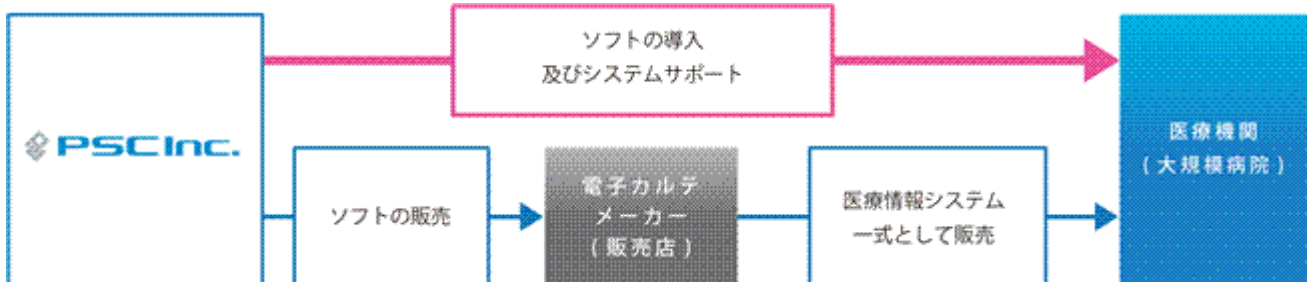 ソフトの導入
及びシステムサポート
PSC Inc.
ソフトの販売
電子カルテ
メーカー
(販売店)
医療情報システム
一式として販売
医療機関
(大規模病院)